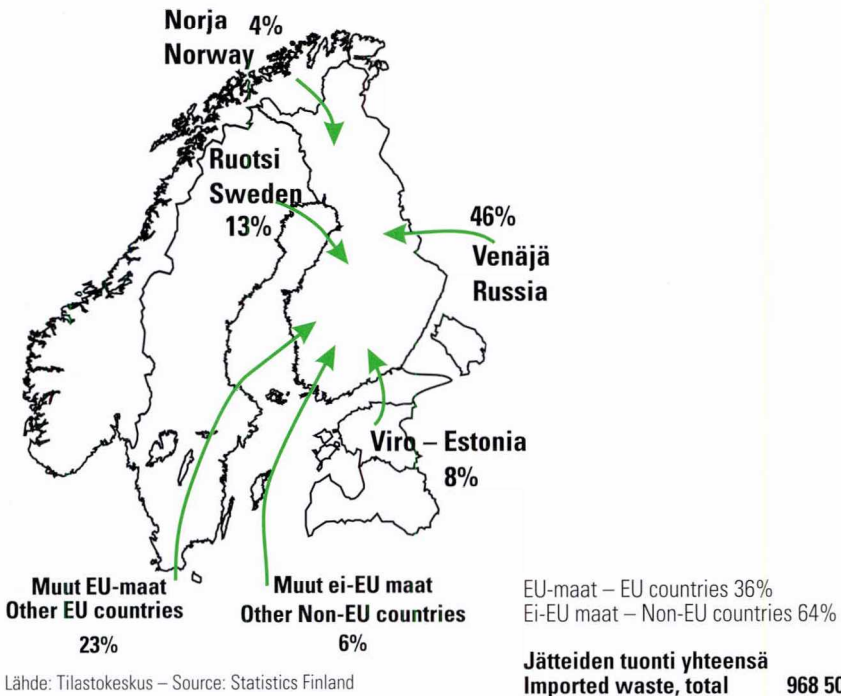 Norja 4%
Norway
Ruotsi
Sweden
13%
46%
Venäjä
Russia
Viro – Estonia
8%
Muut EU-maat
Other EU countries
23%
Muut ei-EU maat
Other Non-EU countries
6%
EU-maat – EU countries 36%
Ei-EU maat – Non-EU countries 64%
Jätteiden tuonti yhteensä
Imported waste, total
Lähde: Tilastokeskus – Source: Statistics Finland